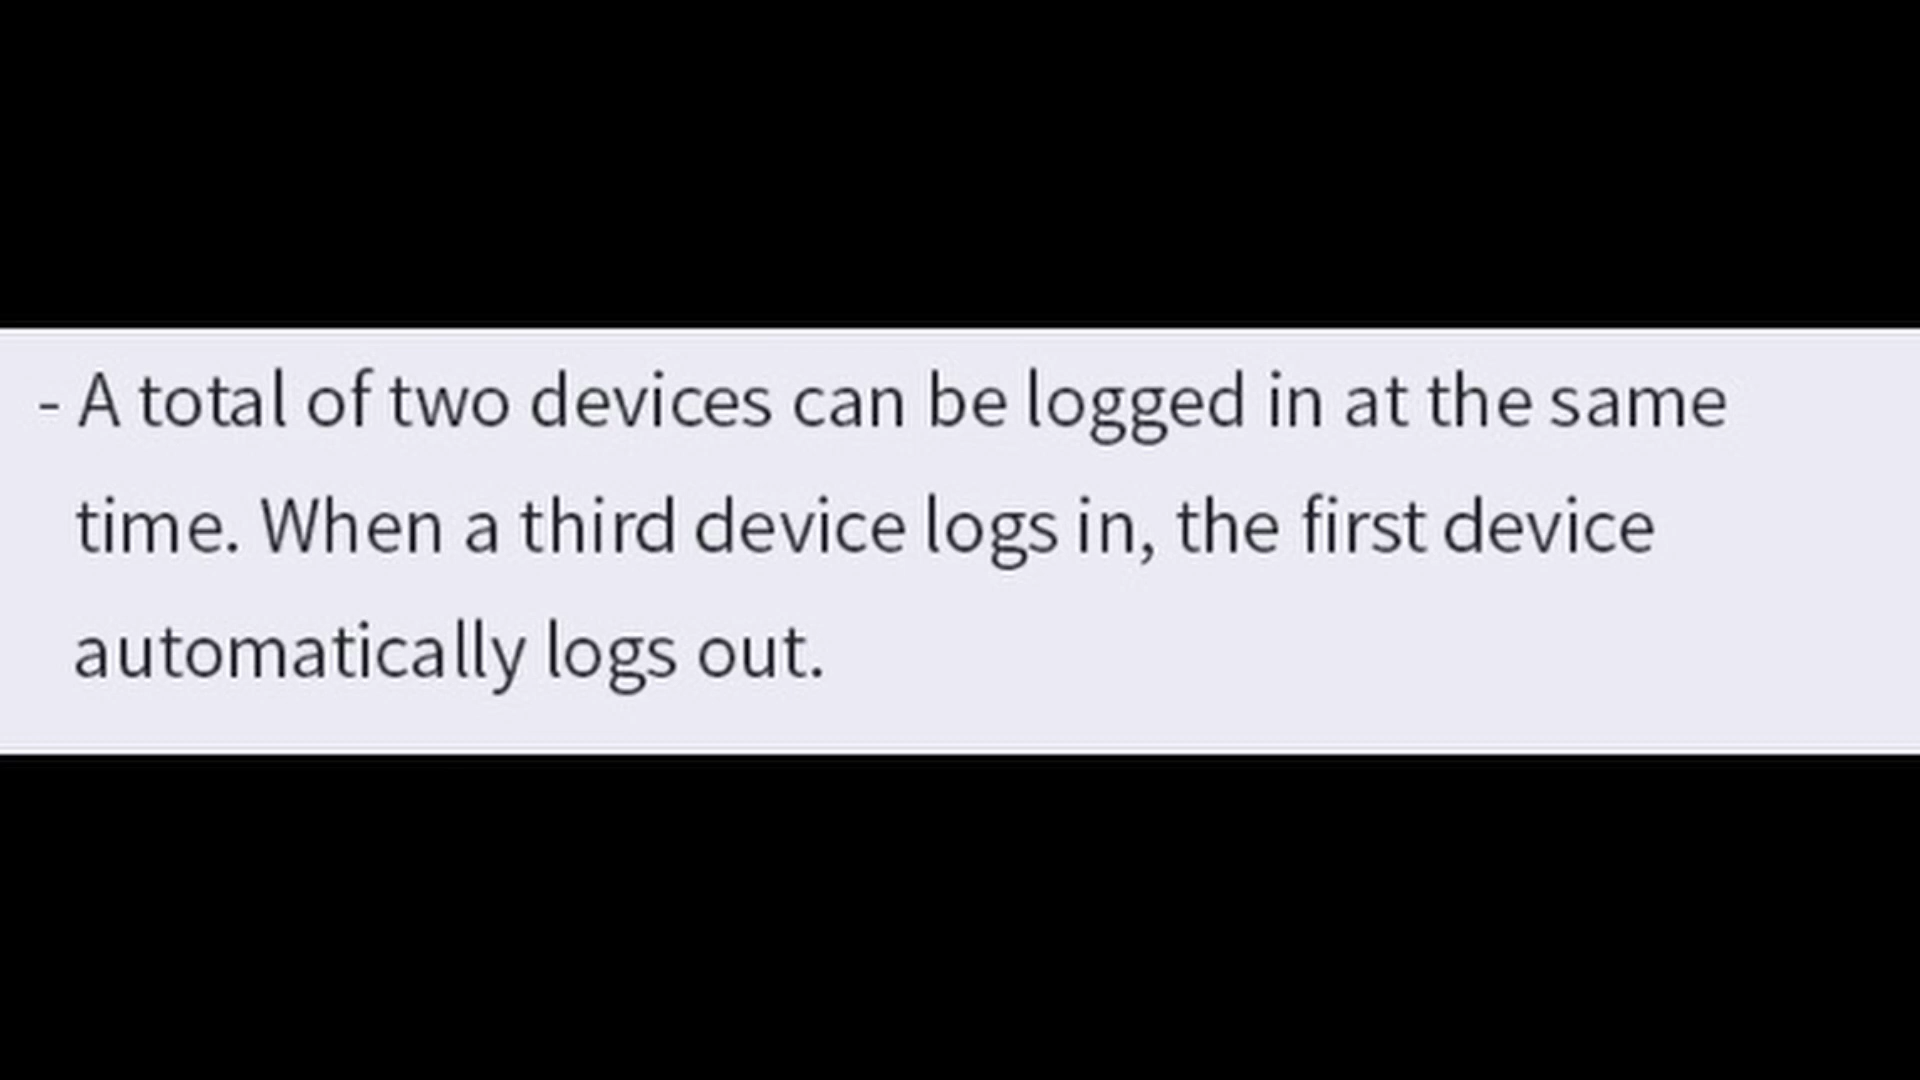 - A total of two devices can be logged in at the same
time. When a third device logs in, the first device
automatically logs out.